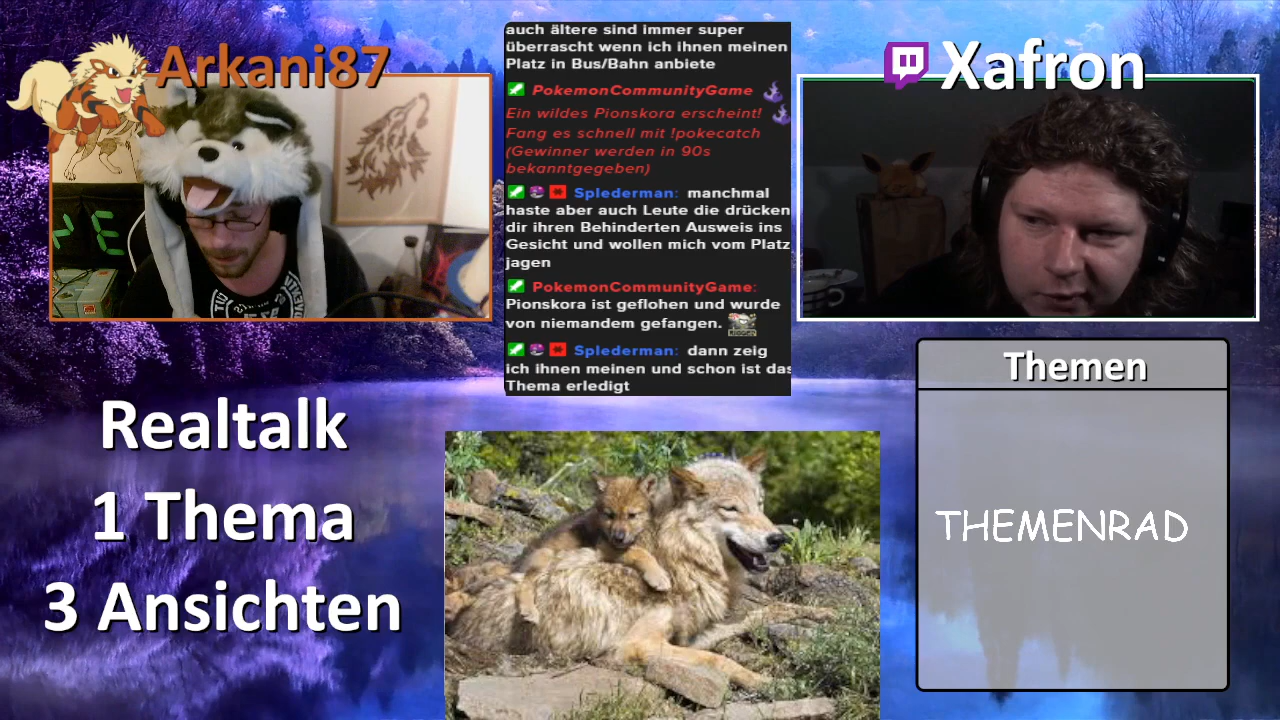 Arkani87
auch ältere sind immer super
überrascht wenn ich ihnen meinen
Platz in Bus/Bahn anbiete
PokemonCommunityGame
Ein wildes Pionskora erscheint!
Fang es schnell mit !pokecatch
(Gewinner werden in 90s
bekanntgegeben)
Splederman: manchmal
haste aber auch Leute die drücken
dir ihren Behinderten Ausweis ins
Gesicht und wollen mich vom Platz
jagen
PokemonCommunityGame:
Pionskora ist geflohen und wurde
von niemandem gefangen.
Splederman: dann zeig
ich ihnen meinen und schon ist das
Thema erledigt
Xafron
Realtalk
1 Thema
3 Ansichten
Themen
THEMENRAD